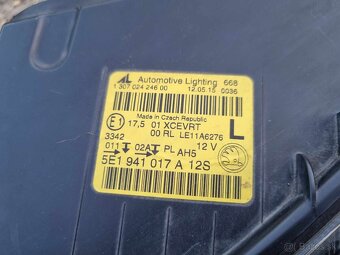 AL Automotive Lighting 668
1 307 024 246 00 12.05.15 0036
Made in Czech Republic
E1 17,5 01 XCEVRT L
00 RL LE11A6276
3342 12 V
011 02A PL AH5
5E1 941 017 A 12S